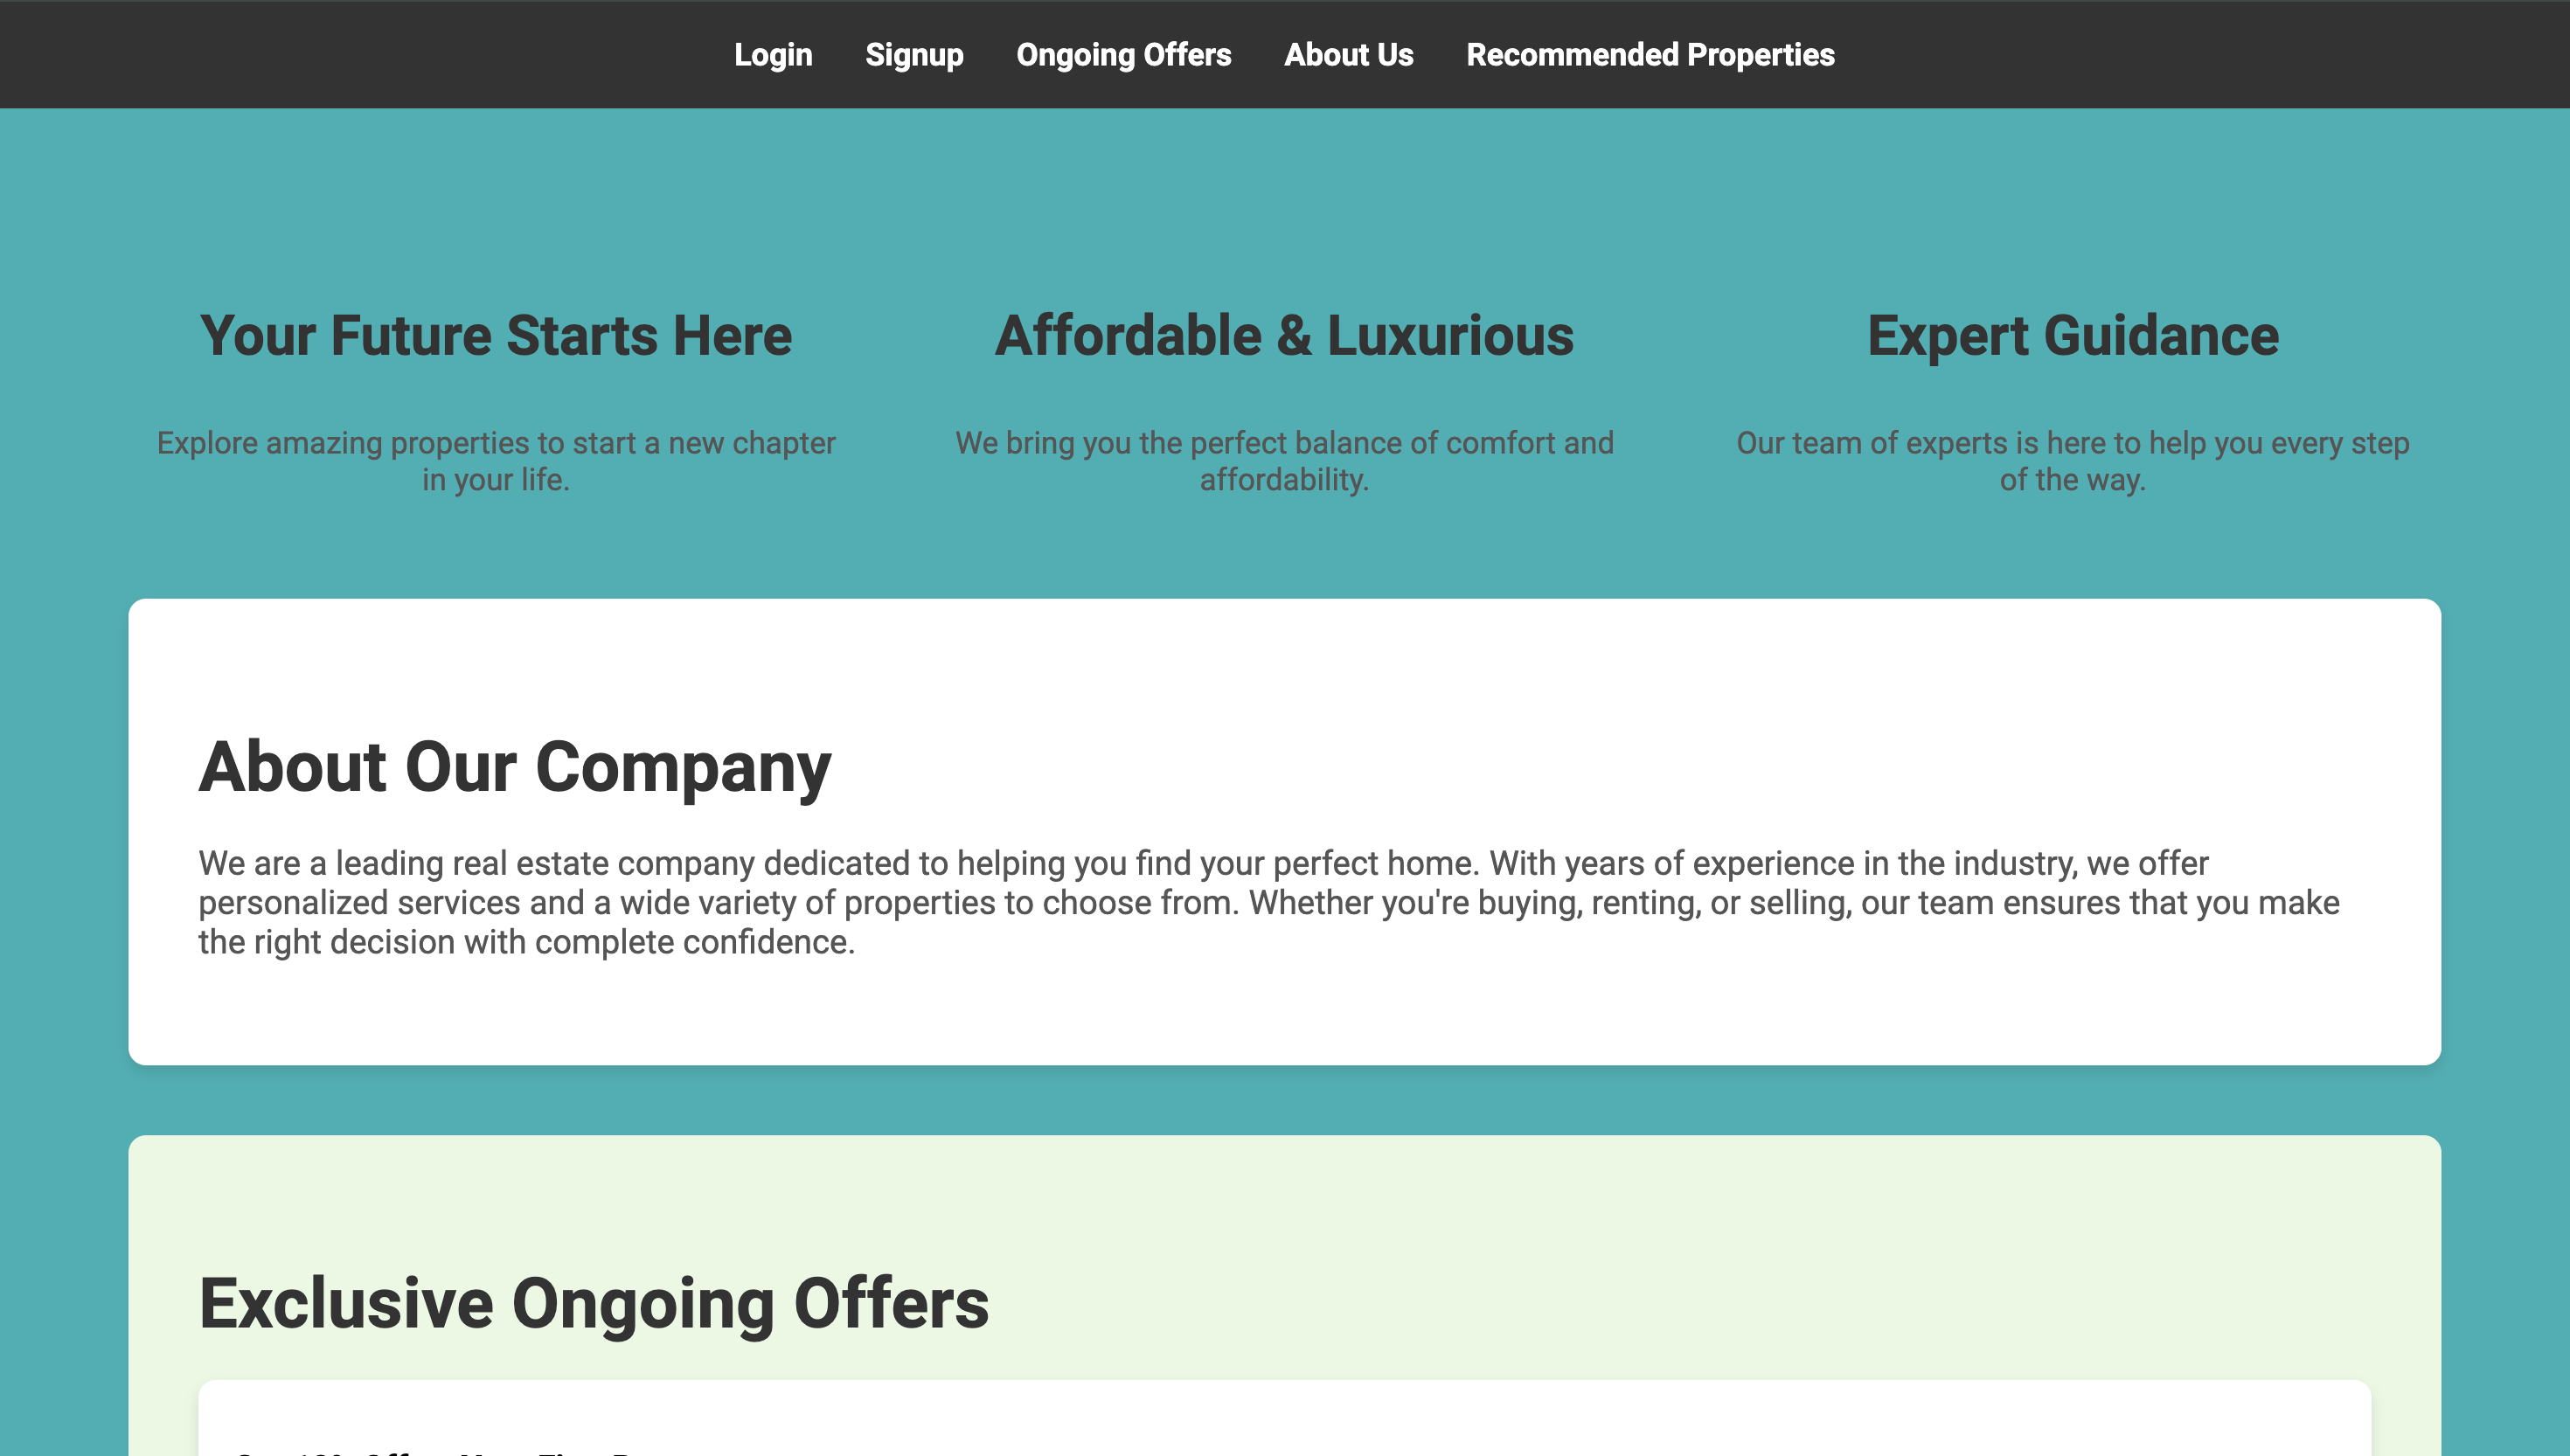 Login Signup Ongoing Offers About Us Recommended Properties
Your Future Starts Here
Explore amazing properties to start a new chapter
in your life.
Affordable & Luxurious
We bring you the perfect balance of comfort and
affordability.
Expert Guidance
Our team of experts is here to help you every step
of the way.
About Our Company
We are a leading real estate company dedicated to helping you find your perfect home. With years of experience in the industry, we offer
personalized services and a wide variety of properties to choose from. Whether you're buying, renting, or selling, our team ensures that you make
the right decision with complete confidence.
Exclusive Ongoing Offers